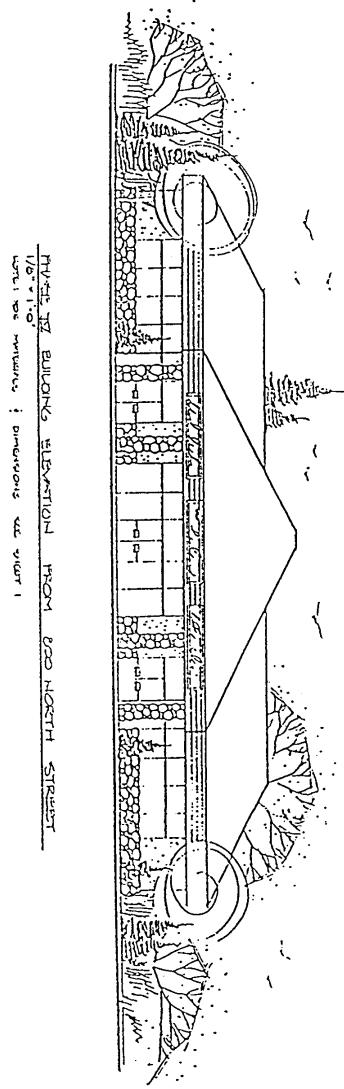 PHASE IV BUILDING ELEVATION FROM 800 NORTH STREET
1/8" = 1'-0"
NOTE: FOR MATERIALS & DIMENSIONS SEE SHEET 1